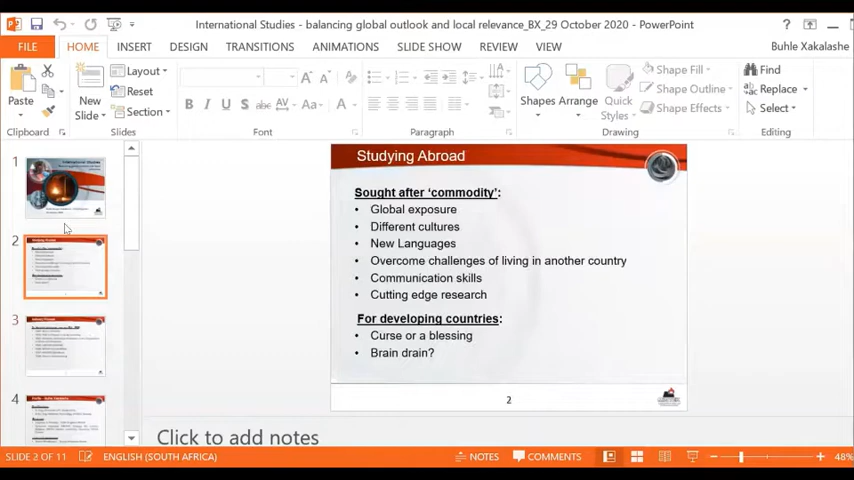 International Studies - balancing global outlook and local relevance_BX_29 October 2020 - PowerPoint
FILE HOME INSERT DESIGN TRANSITIONS ANIMATIONS SLIDE SHOW REVIEW VIEW Buhle Xakalashe
Paste
New
Slide
Layout
Reset
Section
Shapes
Arrange
Quick
Styles
Shape Fill
Shape Outline
Shape Effects
Find
Replace
Select
Clipboard Slides Font Paragraph Drawing Editing
1
2
3
4
Studying Abroad
Sought after ‘commodity’:
• Global exposure
• Different cultures
• New Languages
• Overcome challenges of living in another country
• Communication skills
• Cutting edge research
For developing countries:
• Curse or a blessing
• Brain drain?
2
Click to add notes
SLIDE 2 OF 11 ENGLISH (SOUTH AFRICA) NOTES COMMENTS 48%